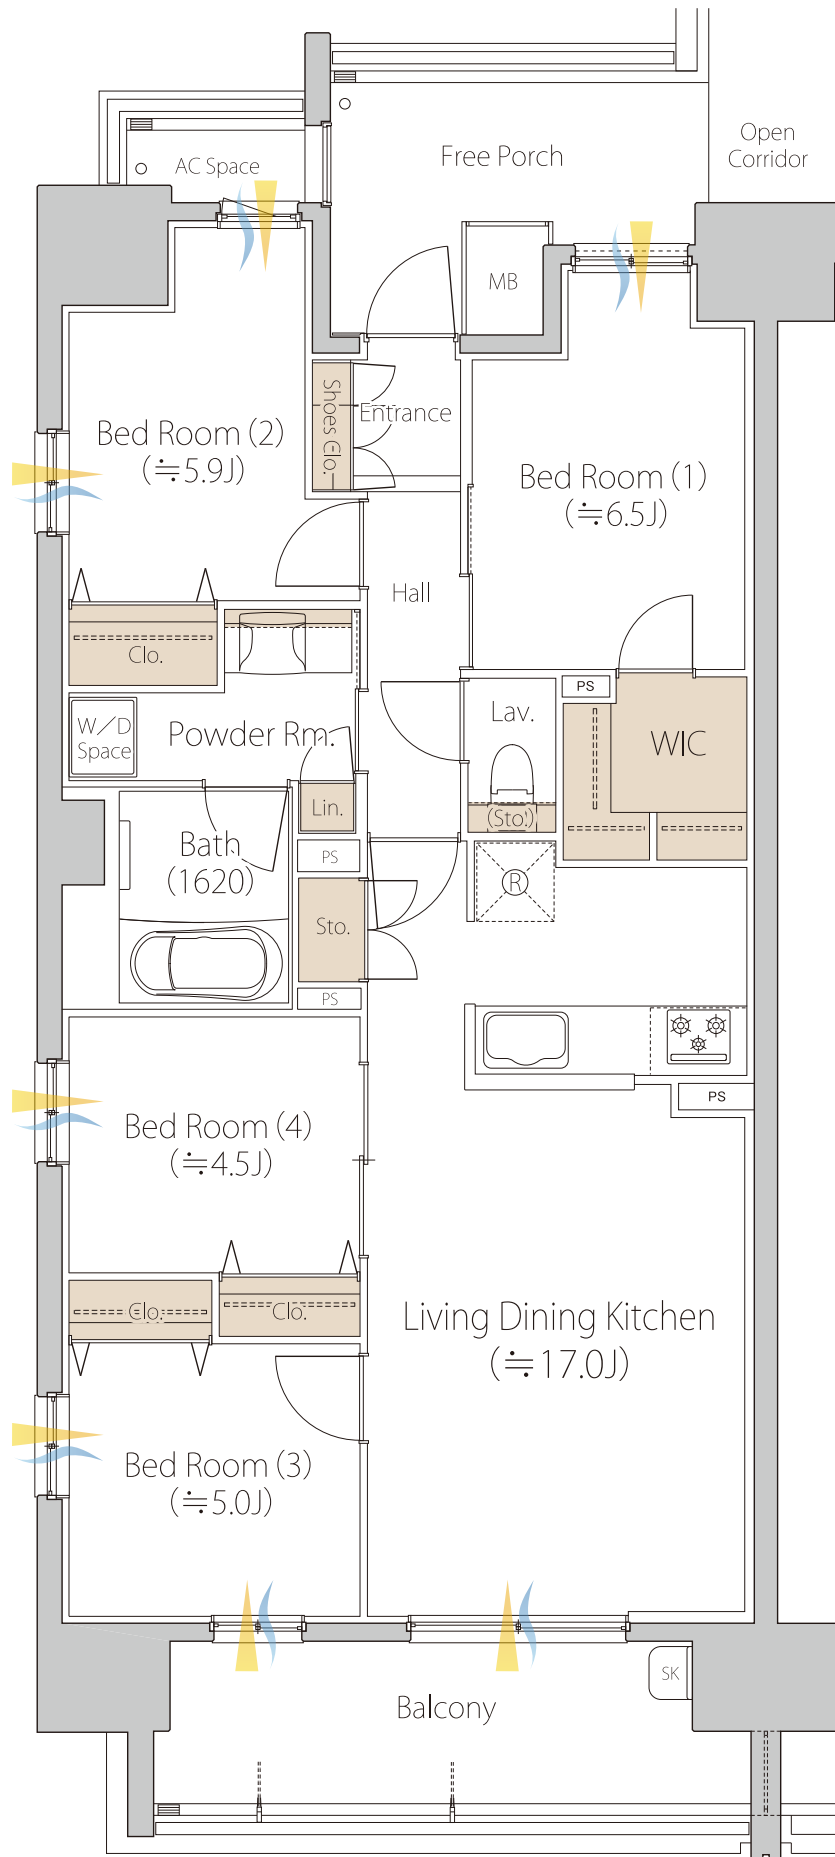 Open
Corridor
Free Porch
AC Space
MB
Shoes Clo.
Entrance
Bed Room (2)
(≒5.9J)
Bed Room (1)
(≒6.5J)
Hall
Clo.
PS
Lav.
W/D
Space
Powder Rm.
WIC
Lin.
(Sto.)
Bath
(1620)
PS
R
Sto.
PS
PS
Bed Room (4)
(≒4.5J)
Clo.
Clo.
Living Dining Kitchen
(≒17.0J)
Bed Room (3)
(≒5.0J)
SK
Balcony